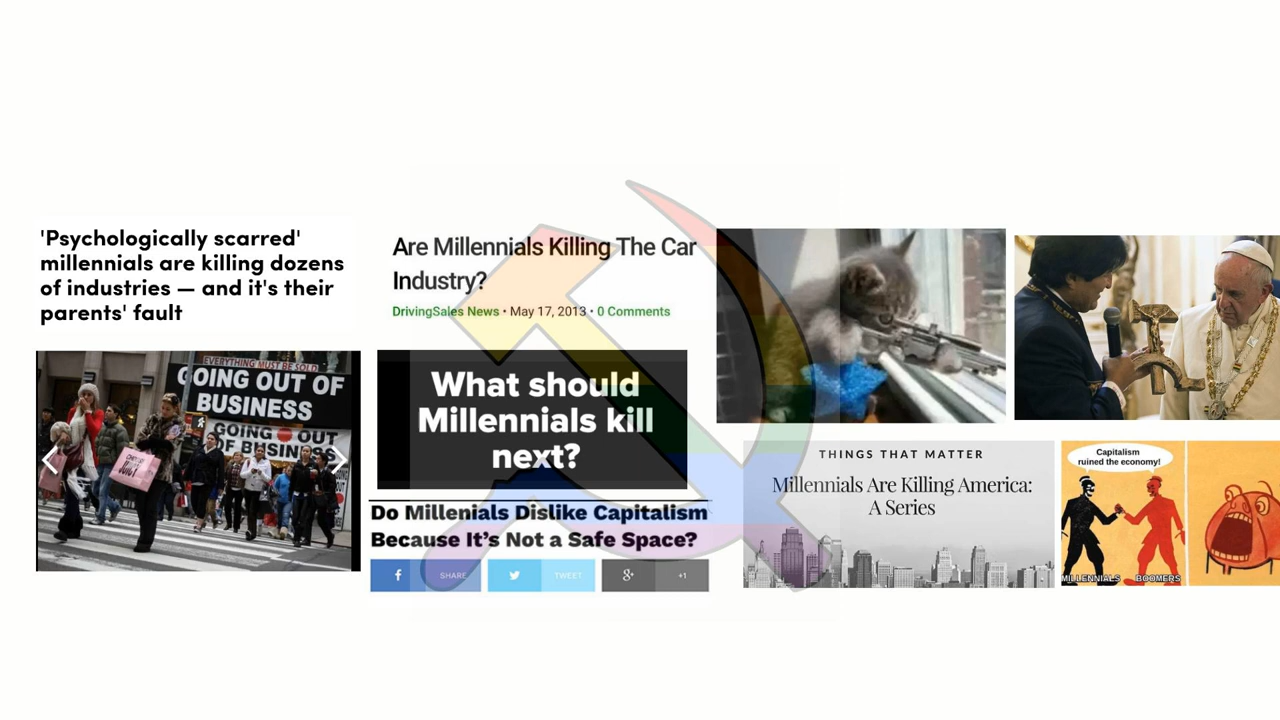 'Psychologically scarred'
millennials are killing dozens
of industries — and it's their
parents' fault
EVERYTHING MUST BE SOLD
GOING OUT OF
BUSINESS
GOING OUT
OF BUSINESS
Are Millennials Killing The Car
Industry?
DrivingSales News • May 17, 2013 • 0 Comments
What should
Millennials kill
next?
Do Millenials Dislike Capitalism
Because It's Not a Safe Space?
SHARE
TWEET
+1
THINGS THAT MATTER
Millennials Are Killing America:
A Series
Capitalism
ruined the economy!
MILLENNIALS
BOOMERS